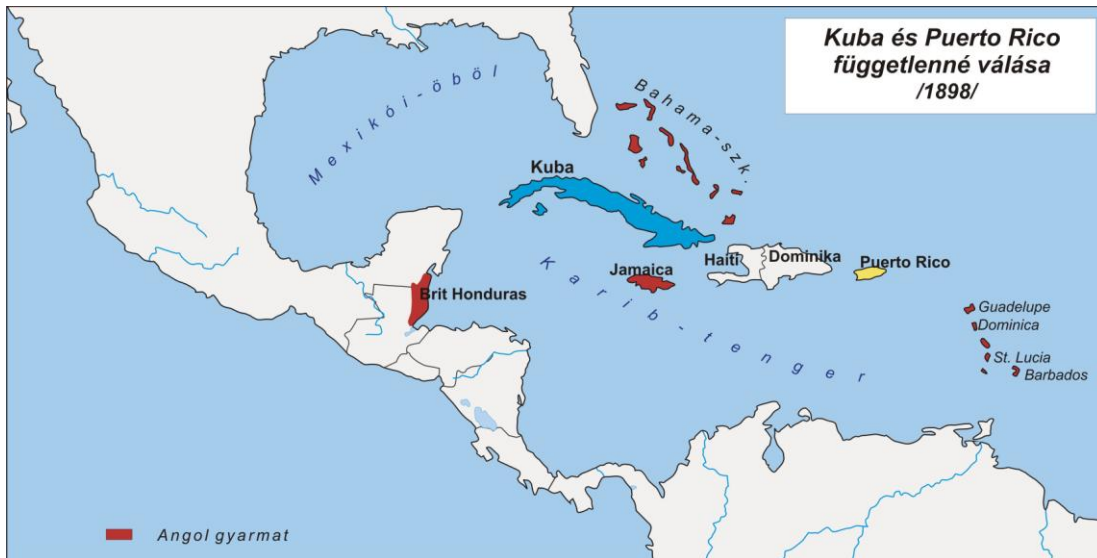 Kuba és Puerto Rico
függetlenné válása
/1898/
Mexikói-öböl
Bahama-szk.
Kuba
Haiti
Dominika
Puerto Rico
Jamaica
Brit Honduras
Karib-tenger
Guadelupe
Dominica
St. Lucia
Barbados
Angol gyarmat